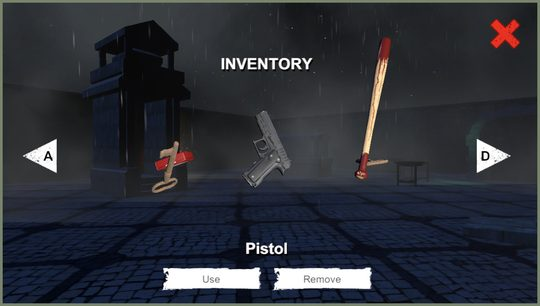 INVENTORY
A
D
Pistol
Use
Remove